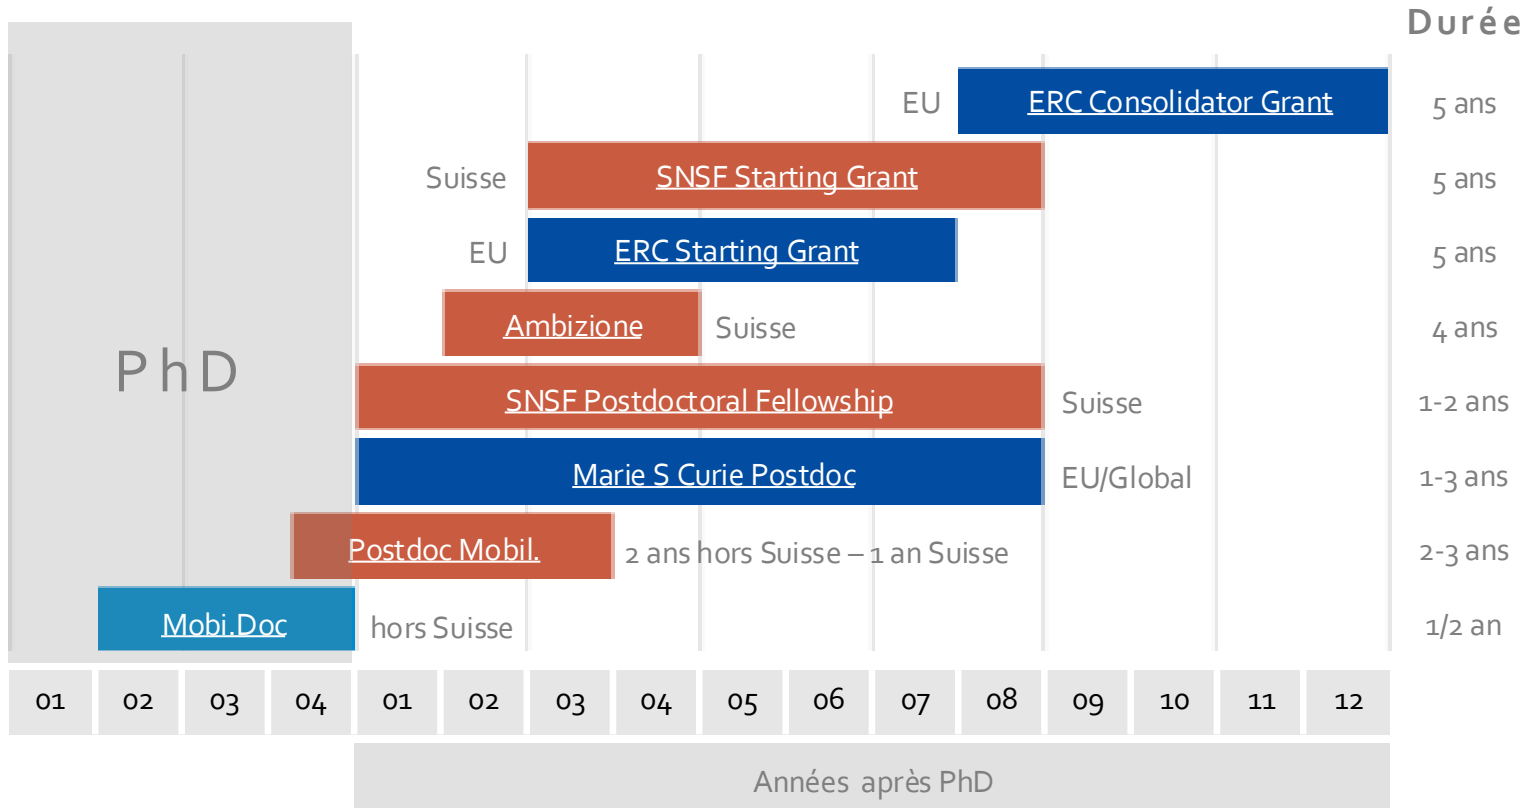 Durée
EU ERC Consolidator Grant 5 ans
Suisse SNSF Starting Grant 5 ans
EU ERC Starting Grant 5 ans
Ambizione Suisse 4 ans
PhD
SNSF Postdoctoral Fellowship Suisse 1-2 ans
Marie S Curie Postdoc EU/Global 1-3 ans
Postdoc Mobil. 2 ans hors Suisse – 1 an Suisse 2-3 ans
Mobi.Doc hors Suisse 1/2 an
01 02 03 04 01 02 03 04 05 06 07 08 09 10 11 12
Années après PhD